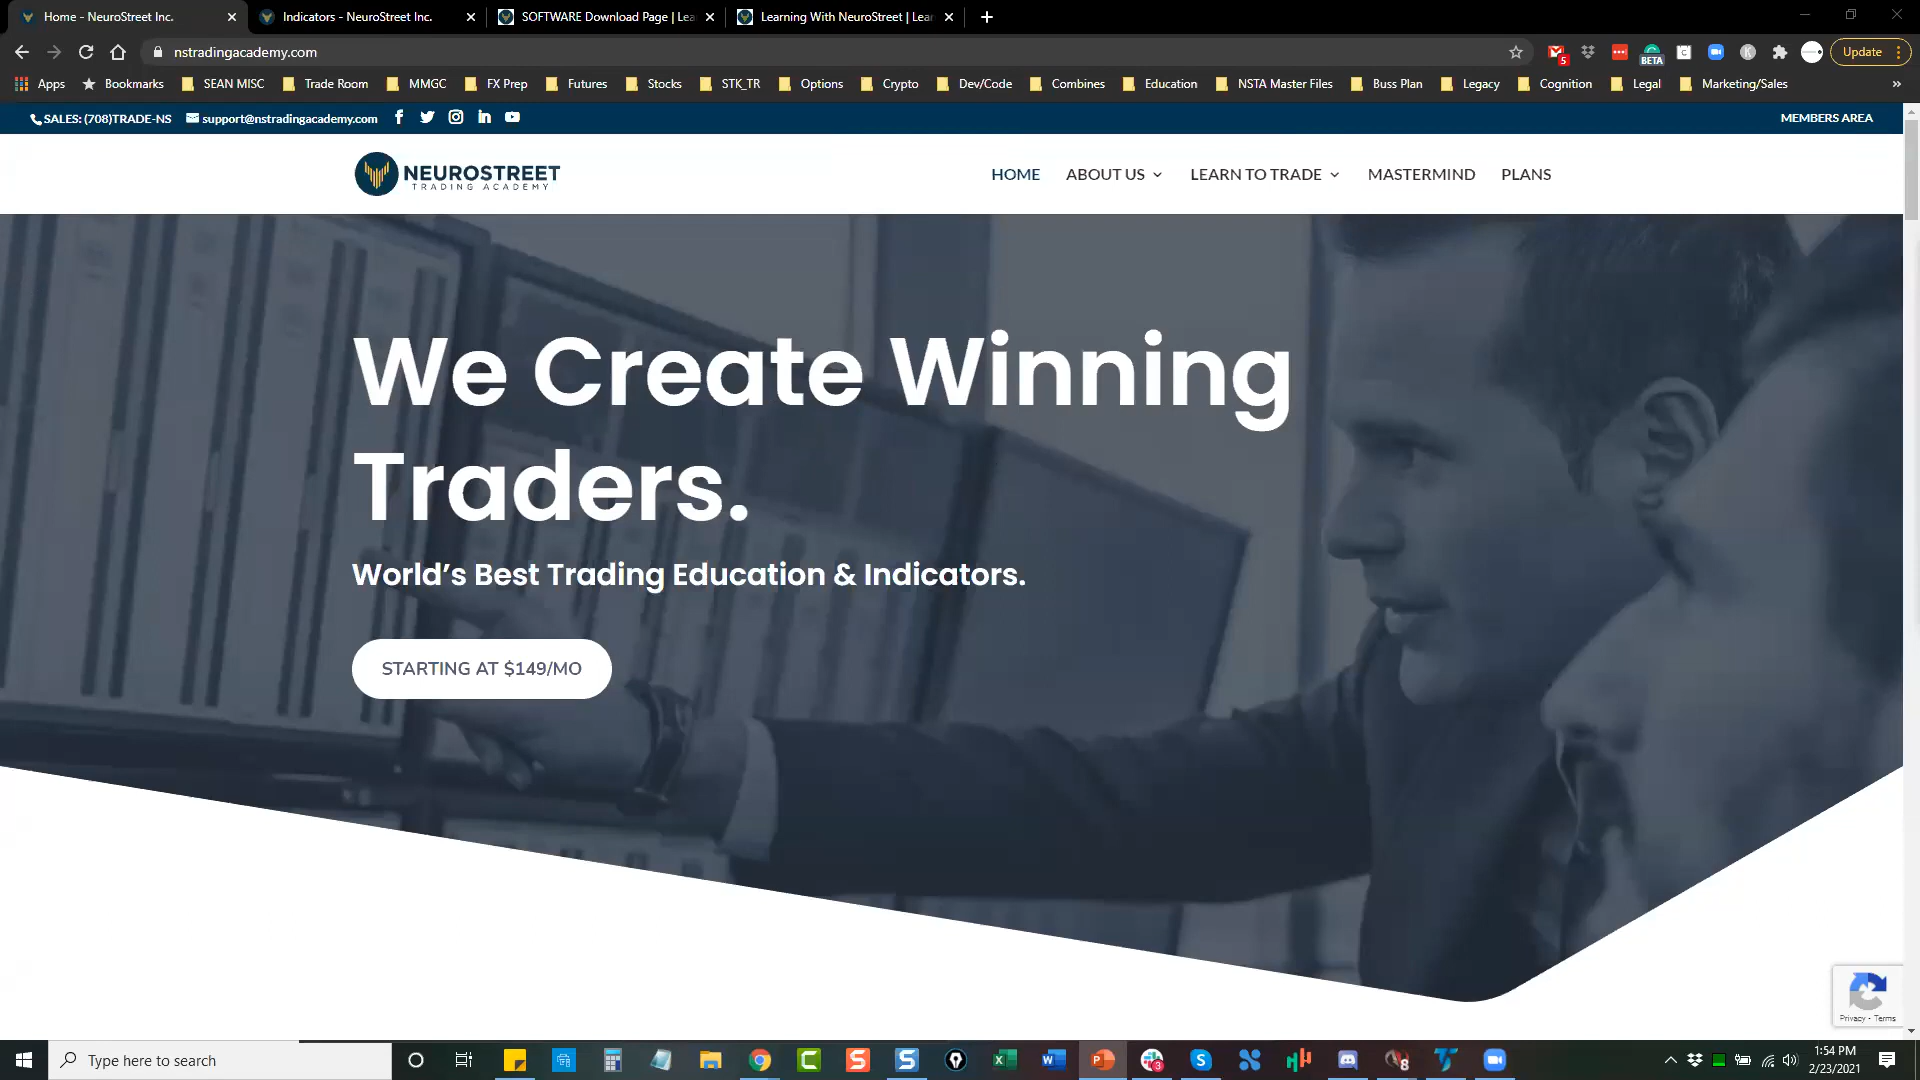 Home - NeuroStreet Inc.
Indicators - NeuroStreet Inc.
SOFTWARE Download Page | Lea
Learning With NeuroStreet | Lear
nstradingacademy.com
5
BETA
Update
Apps
Bookmarks
SEAN MISC
Trade Room
MMGC
FX Prep
Futures
Stocks
STK_TR
Options
Crypto
Dev/Code
Combines
Education
NSTA Master Files
Buss Plan
Legacy
Cognition
Legal
Marketing/Sales
SALES: (708)TRADE-NS
support@nstradingacademy.com
MEMBERS AREA
NEUROSTREET
TRADING ACADEMY
HOME
ABOUT US
LEARN TO TRADE
MASTERMIND
PLANS
We Create Winning
Traders.
World's Best Trading Education & Indicators.
STARTING AT $149/MO
Privacy - Terms
Type here to search
1:54 PM
2/23/2021